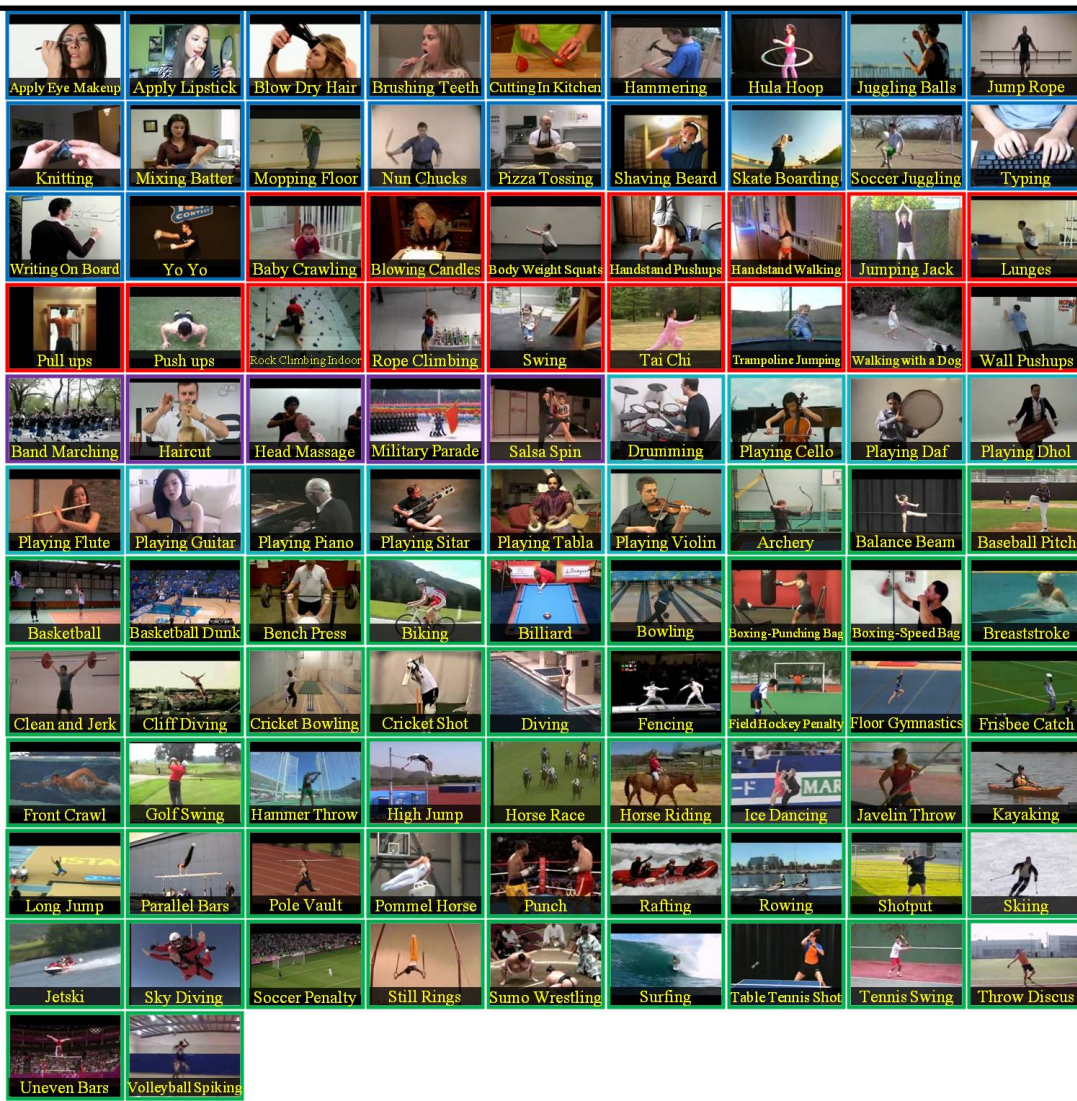 Apply Eye Makeup
Apply Lipstick
Blow Dry Hair
Brushing Teeth
Cutting In Kitchen
Hammering
Hula Hoop
Juggling Balls
Jump Rope
Knitting
Mixing Batter
Mopping Floor
Nun Chucks
Pizza Tossing
Shaving Beard
Skate Boarding
Soccer Juggling
Typing
CONTEST
Writing On Board
Yo Yo
Baby Crawling
Blowing Candles
Body Weight Squats
Handstand Pushups
Handstand Walking
Jumping Jack
Lunges
Pull ups
Push ups
Rock Climbing Indoor
Rope Climbing
Swing
Tai Chi
Trampoline Jumping
Walking with a Dog
Wall Pushups
Band Marching
Haircut
Head Massage
Military Parade
Salsa Spin
Drumming
Playing Cello
Playing Daf
Playing Dhol
Playing Flute
Playing Guitar
Playing Piano
Playing Sitar
Playing Tabla
Playing Violin
Archery
Balance Beam
Baseball Pitch
Basketball
Basketball Dunk
Bench Press
Biking
Billiard
Bowling
Boxing-Punching Bag
Boxing-Speed Bag
Breaststroke
Clean and Jerk
Cliff Diving
Cricket Bowling
Cricket Shot
Diving
Fencing
Field Hockey Penalty
Floor Gymnastics
Frisbee Catch
MAR
Front Crawl
Golf Swing
Hammer Throw
High Jump
Horse Race
Horse Riding
Ice Dancing
Javelin Throw
Kayaking
ISTA
Long Jump
Parallel Bars
Pole Vault
Pommel Horse
Punch
Rafting
Rowing
Shotput
Skiing
Jetski
Sky Diving
Soccer Penalty
Still Rings
Sumo Wrestling
Surfing
Table Tennis Shot
Tennis Swing
Throw Discus
Uneven Bars
Volleyball Spiking